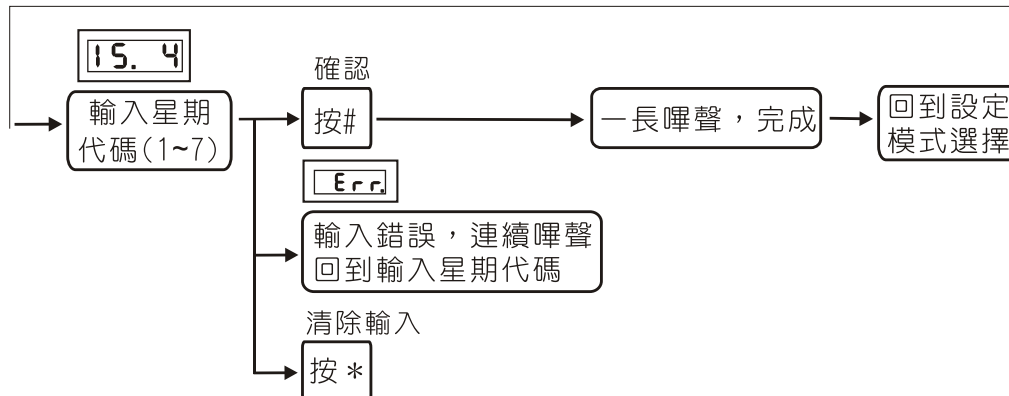 15. 4
輸入星期
代碼(1~7)
確認
按#
一長嗶聲，完成
回到設定
模式選擇
Err.
輸入錯誤，連續嗶聲
回到輸入星期代碼
清除輸入
按*